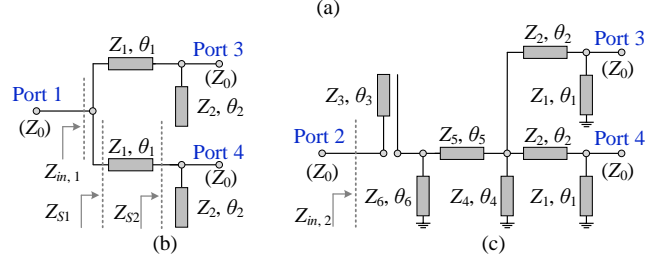 (a)
Port 1
(Z0)
Z1, θ1
Port 3
(Z0)
Z2, θ2
Z1, θ1
Port 4
(Z0)
Z2, θ2
Zin, 1
ZS1
ZS2
(b)
Port 2
(Z0)
Z3, θ3
Z5, θ5
Z6, θ6
Z4, θ4
Z2, θ2
Port 3
(Z0)
Z1, θ1
Z2, θ2
Port 4
(Z0)
Z1, θ1
Zin, 2
(c)